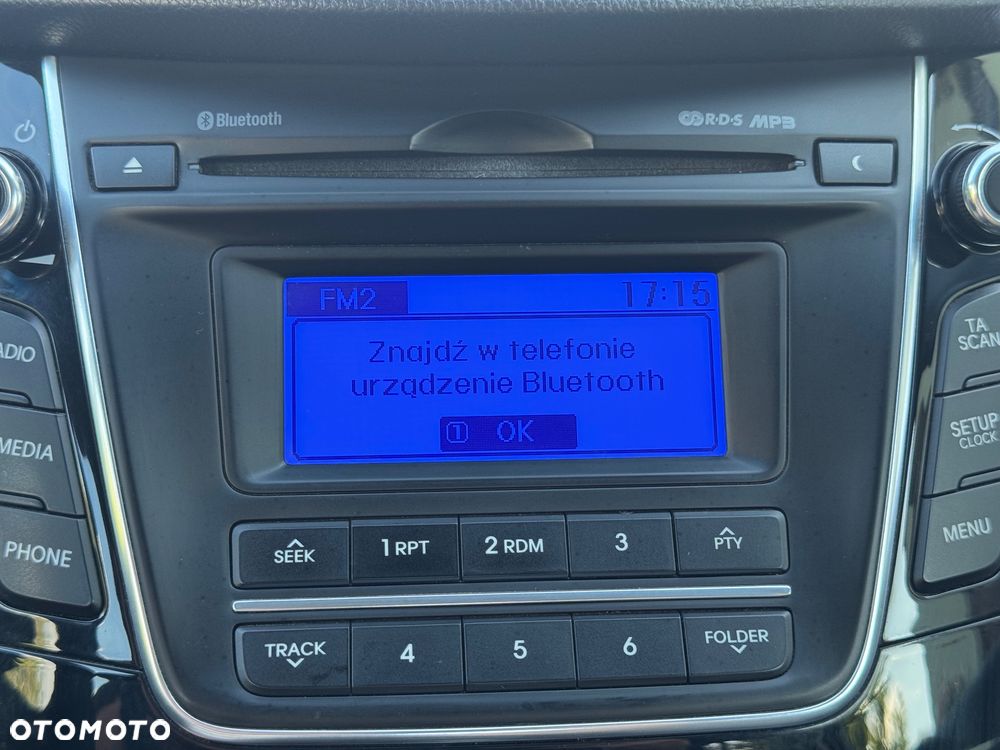 Bluetooth
R·D·S MP3
FM2 17:15
Znajdź w telefonie
urządzenie Bluetooth
1 OK
ADIO
MEDIA
PHONE
TA
SCAN
SETUP
CLOCK
MENU
SEEK
1 RPT
2 RDM
3
PTY
TRACK
4
5
6
FOLDER
OTOMOTO